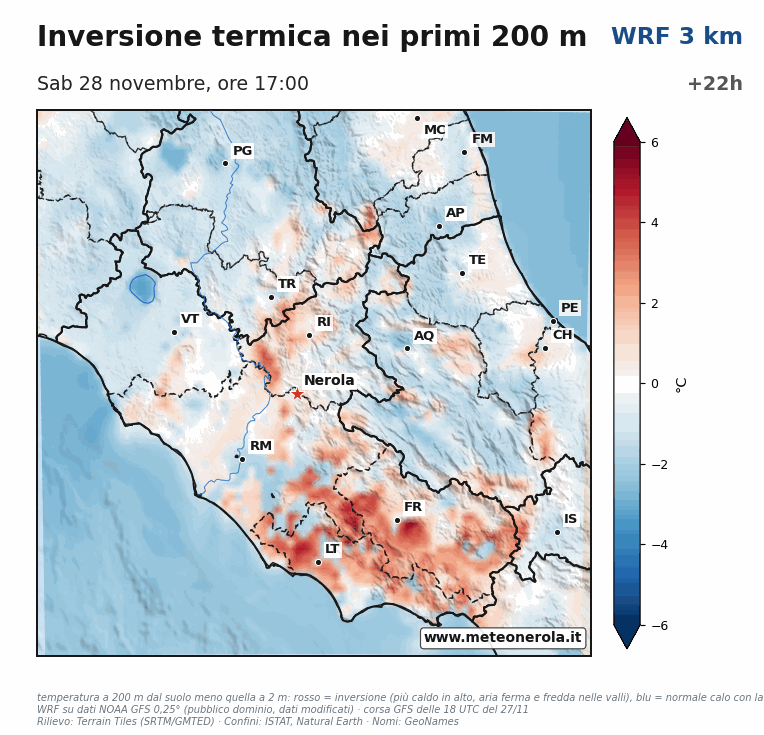 Inversione termica nei primi 200 m WRF 3 km
Sab 28 novembre, ore 17:00 +22h
MC
FM
PG
AP
TE
TR
PE
VT
RI
AQ
CH
Nerola
RM
FR
IS
LT
6
4
2
0
−2
−4
−6
°C
www.meteonerola.it
temperatura a 200 m dal suolo meno quella a 2 m: rosso = inversione (più caldo in alto, aria ferma e fredda nelle valli), blu = normale calo con la
WRF su dati NOAA GFS 0,25° (pubblico dominio, dati modificati) · corsa GFS delle 18 UTC del 27/11
Rilievo: Terrain Tiles (SRTM/GMTED) · Confini: ISTAT, Natural Earth · Nomi: GeoNames